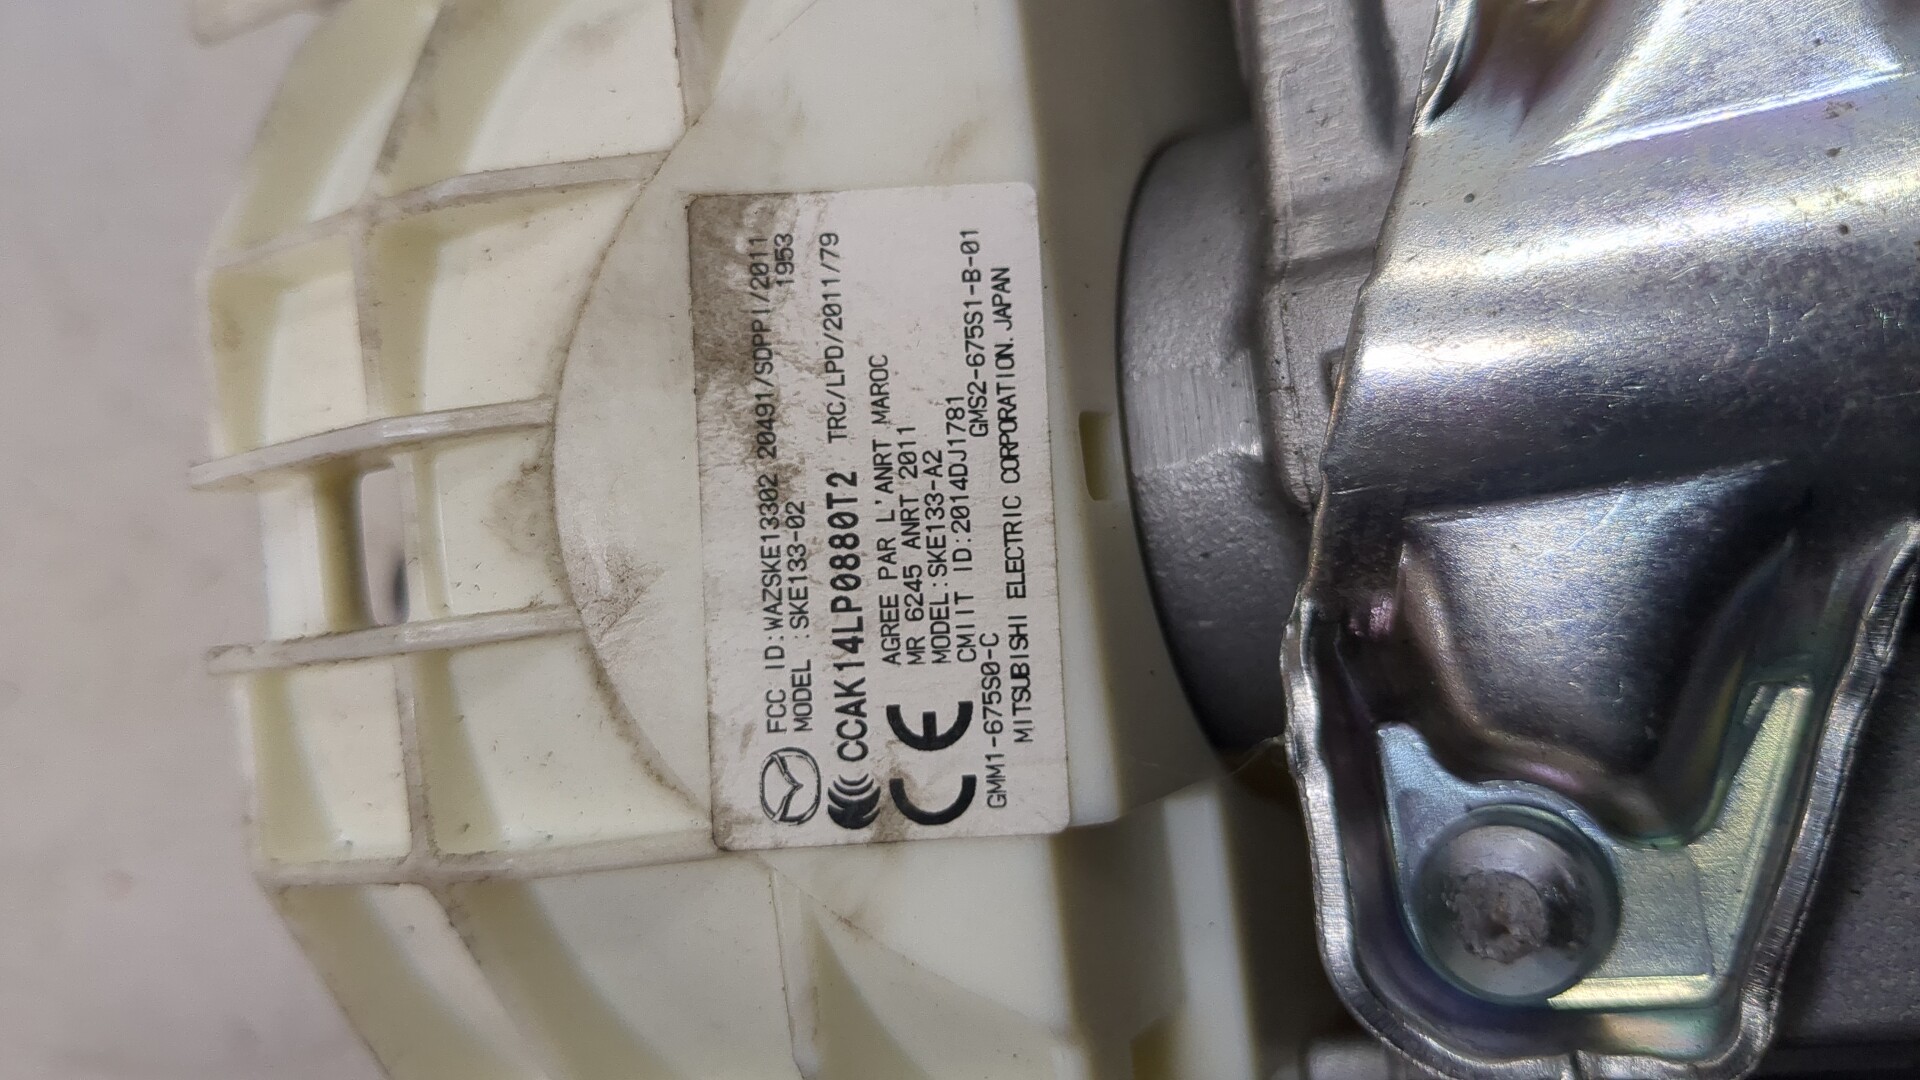 FCC ID:WAZSKE13302 20491/SDPPI/2011
MODEL :SKE133-02 1953
CCAK14LP0880T2 TRC/LPD/2011/79
CE
AGREE PAR L'ANRT MAROC
MR 6245 ANRT 2011
MODEL:SKE133-A2
CMIIT ID:2014DJ1781
GMM1-675S0-C GMS2-675S1-B-01
MITSUBISHI ELECTRIC CORPORATION. JAPAN